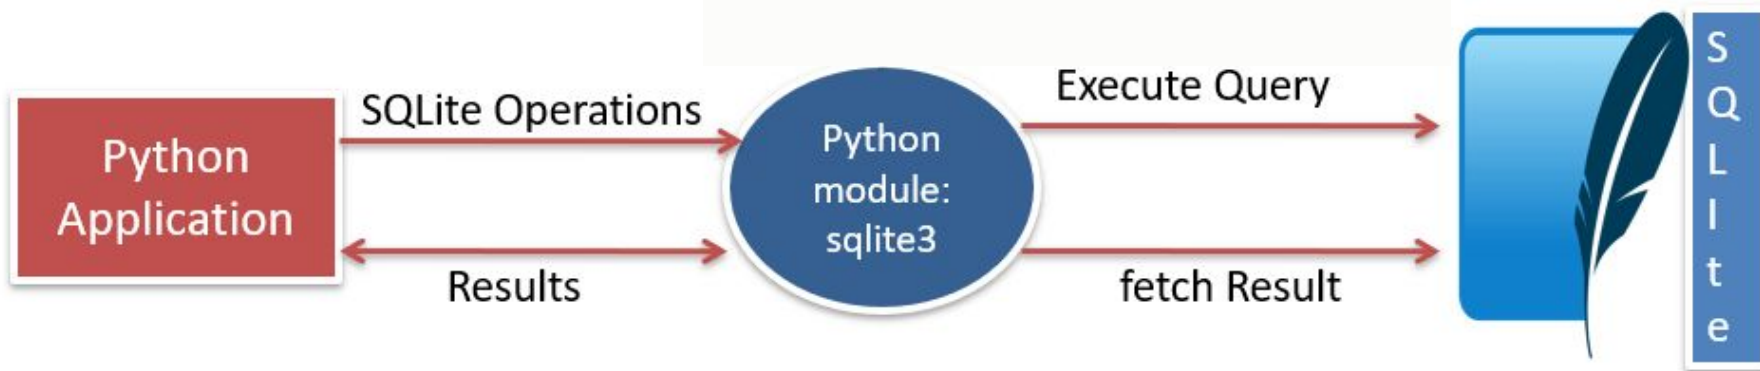 Python
Application
SQLite Operations
Results
Python
module:
sqlite3
Execute Query
fetch Result
S
Q
L
I
t
e